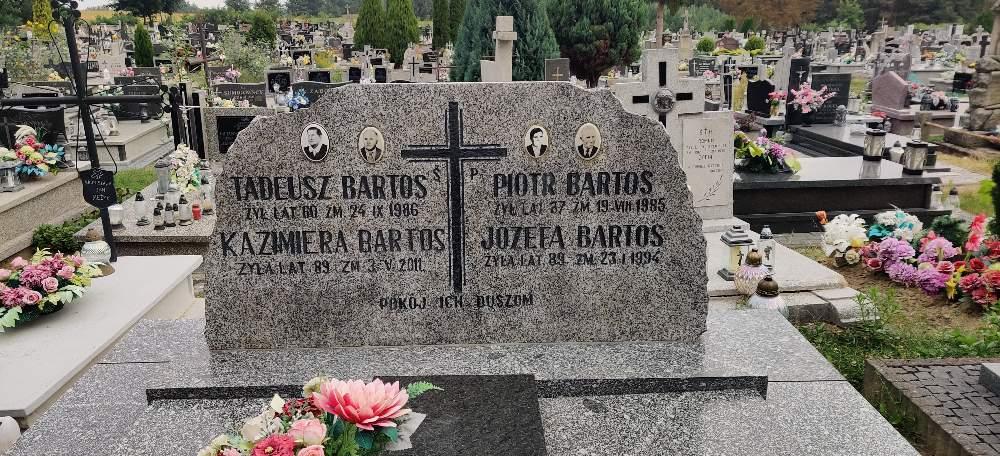 TADEUSZ BARTOS
ŻYŁ LAT 60 ZM. 24 IX 1986
KAZIMIERA BARTOS
ŻYŁA LAT 89 ZM. 3.V.2011.
Ś P
PIOTR BARTOS
ŻYŁ LAT 37 ZM. 19.VIII 1985
JÓZEFA BARTOS
ŻYŁA LAT 89 ZM. 23.I 1994
POKÓJ ICH DUSZOM